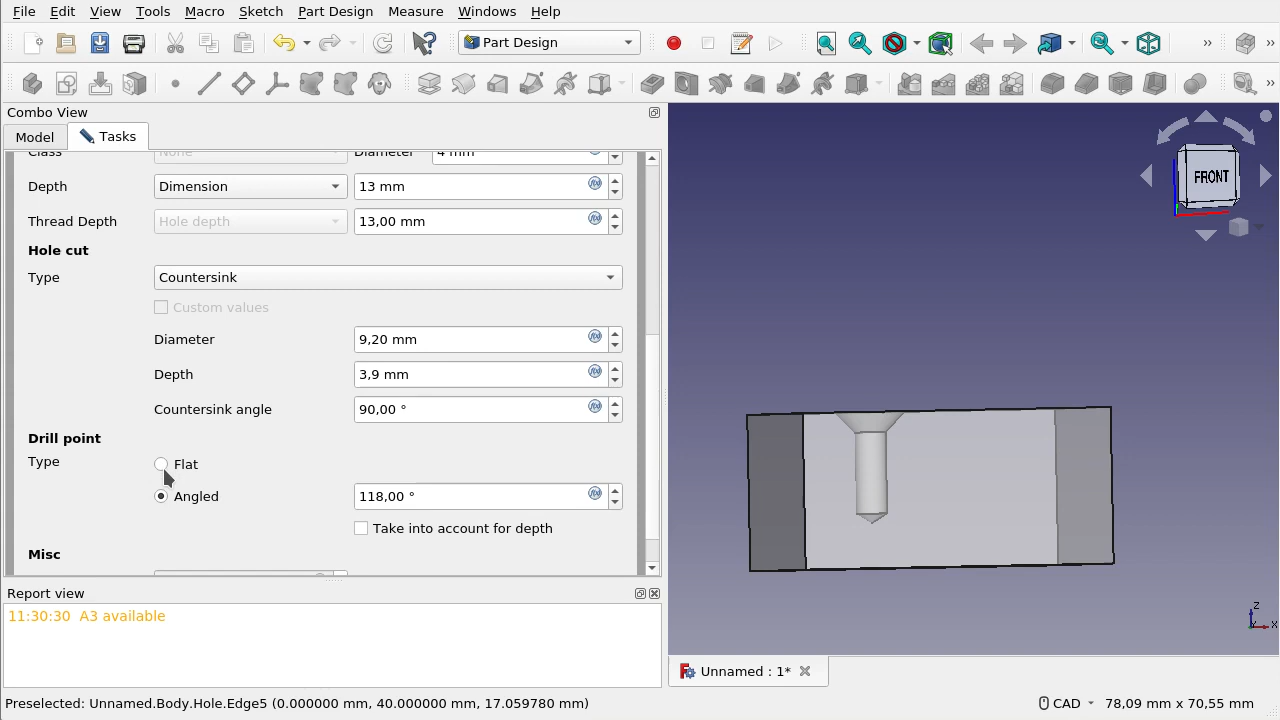 File Edit View Tools Macro Sketch Part Design Measure Windows Help
Part Design
Combo View
Model Tasks
Class None Diameter 4 mm
Depth Dimension 13 mm
Thread Depth Hole depth 13,00 mm
Hole cut
Type Countersink
Custom values
Diameter 9,20 mm
Depth 3,9 mm
Countersink angle 90,00 °
Drill point
Type Flat
Angled 118,00 °
Take into account for depth
Misc
Report view
11:30:30 A3 available
FRONT
Z
X
Unnamed : 1*
Preselected: Unnamed.Body.Hole.Edge5 (0.000000 mm, 40.000000 mm, 17.059780 mm) CAD 78,09 mm x 70,55 mm